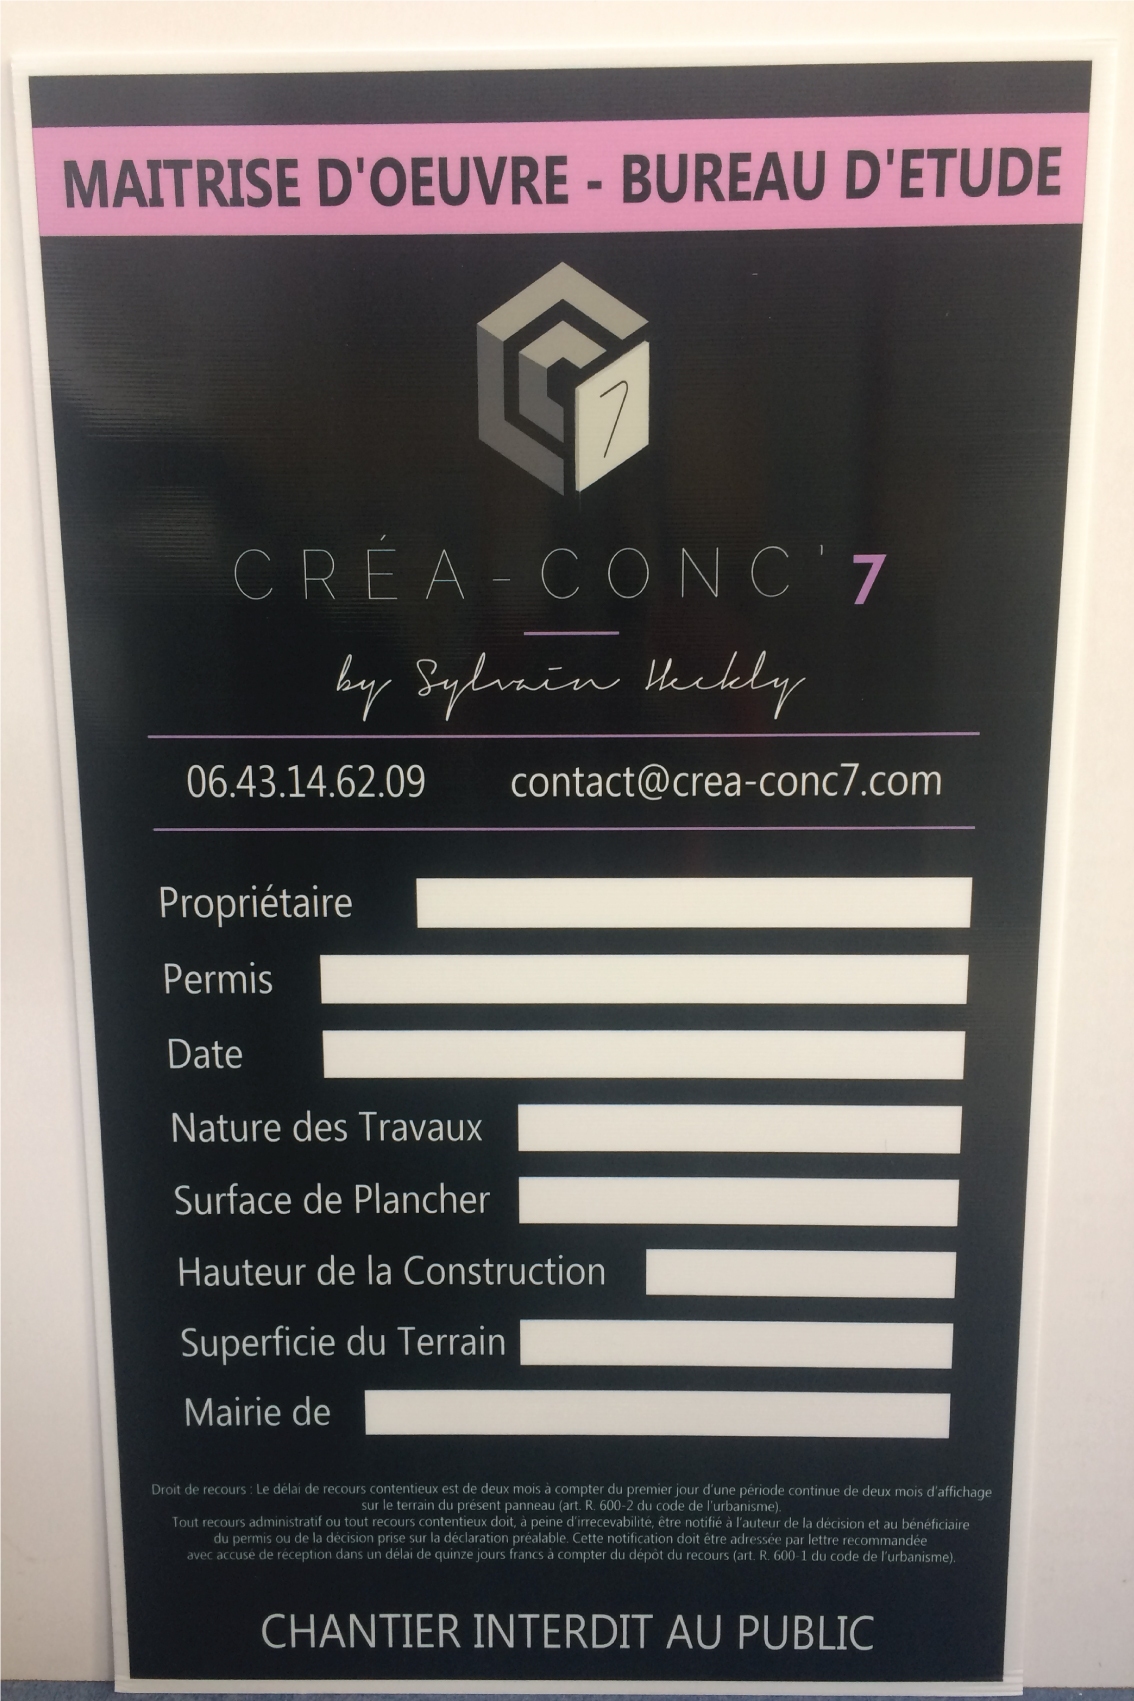 MAITRISE D'OEUVRE - BUREAU D'ETUDE
7
CRÉA-CONC'7
by Sylvain Heckly
06.43.14.62.09 contact@crea-conc7.com
Propriétaire
Permis
Date
Nature des Travaux
Surface de Plancher
Hauteur de la Construction
Superficie du Terrain
Mairie de
Droit de recours : Le délai de recours contentieux est de deux mois à compter du premier jour d'une période continue de deux mois d'affichage
sur le terrain du présent panneau (art. R. 600-2 du code de l'urbanisme).
Tout recours administratif ou tout recours contentieux doit, à peine d'irrecevabilité, être notifié à l'auteur de la décision et au bénéficiaire
du permis ou de la décision prise sur la déclaration préalable. Cette notification doit être adressée par lettre recommandée
avec accusé de réception dans un délai de quinze jours francs à compter du dépôt du recours (art. R. 600-1 du code de l'urbanisme).
CHANTIER INTERDIT AU PUBLIC